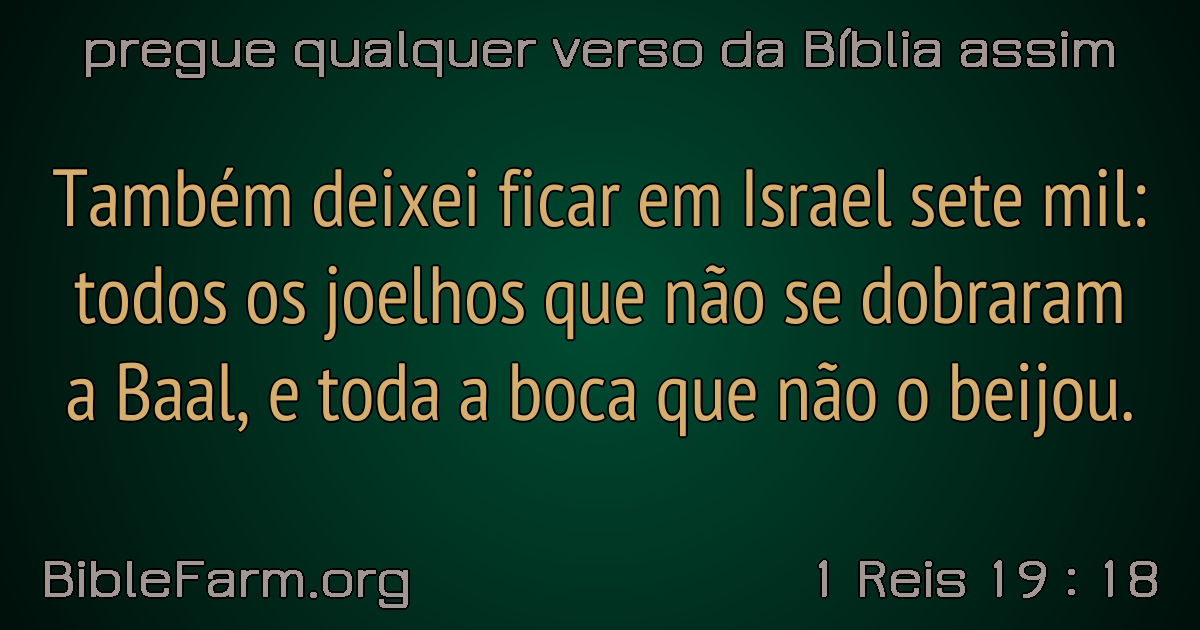 pregue qualquer verso da Bíblia assim
Também deixei ficar em Israel sete mil:
todos os joelhos que não se dobraram
a Baal, e toda a boca que não o beijou.
BibleFarm.org
1 Reis 19 : 18